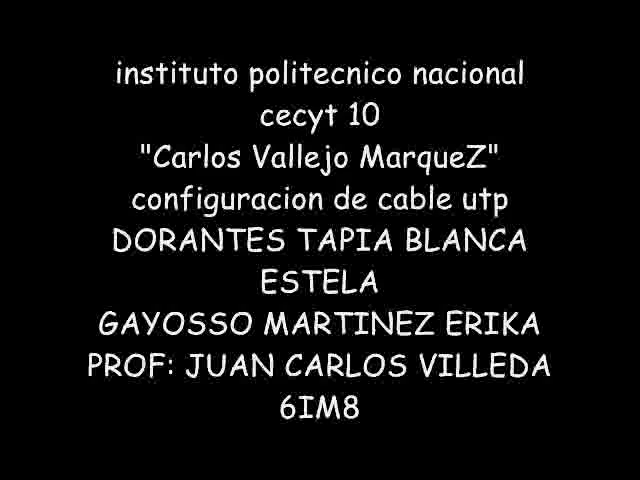 instituto politecnico nacional
cecyt 10
"Carlos Vallejo MarqueZ"
configuracion de cable utp
DORANTES TAPIA BLANCA
ESTELA
GAYOSSO MARTINEZ ERIKA
PROF: JUAN CARLOS VILLEDA
6IM8